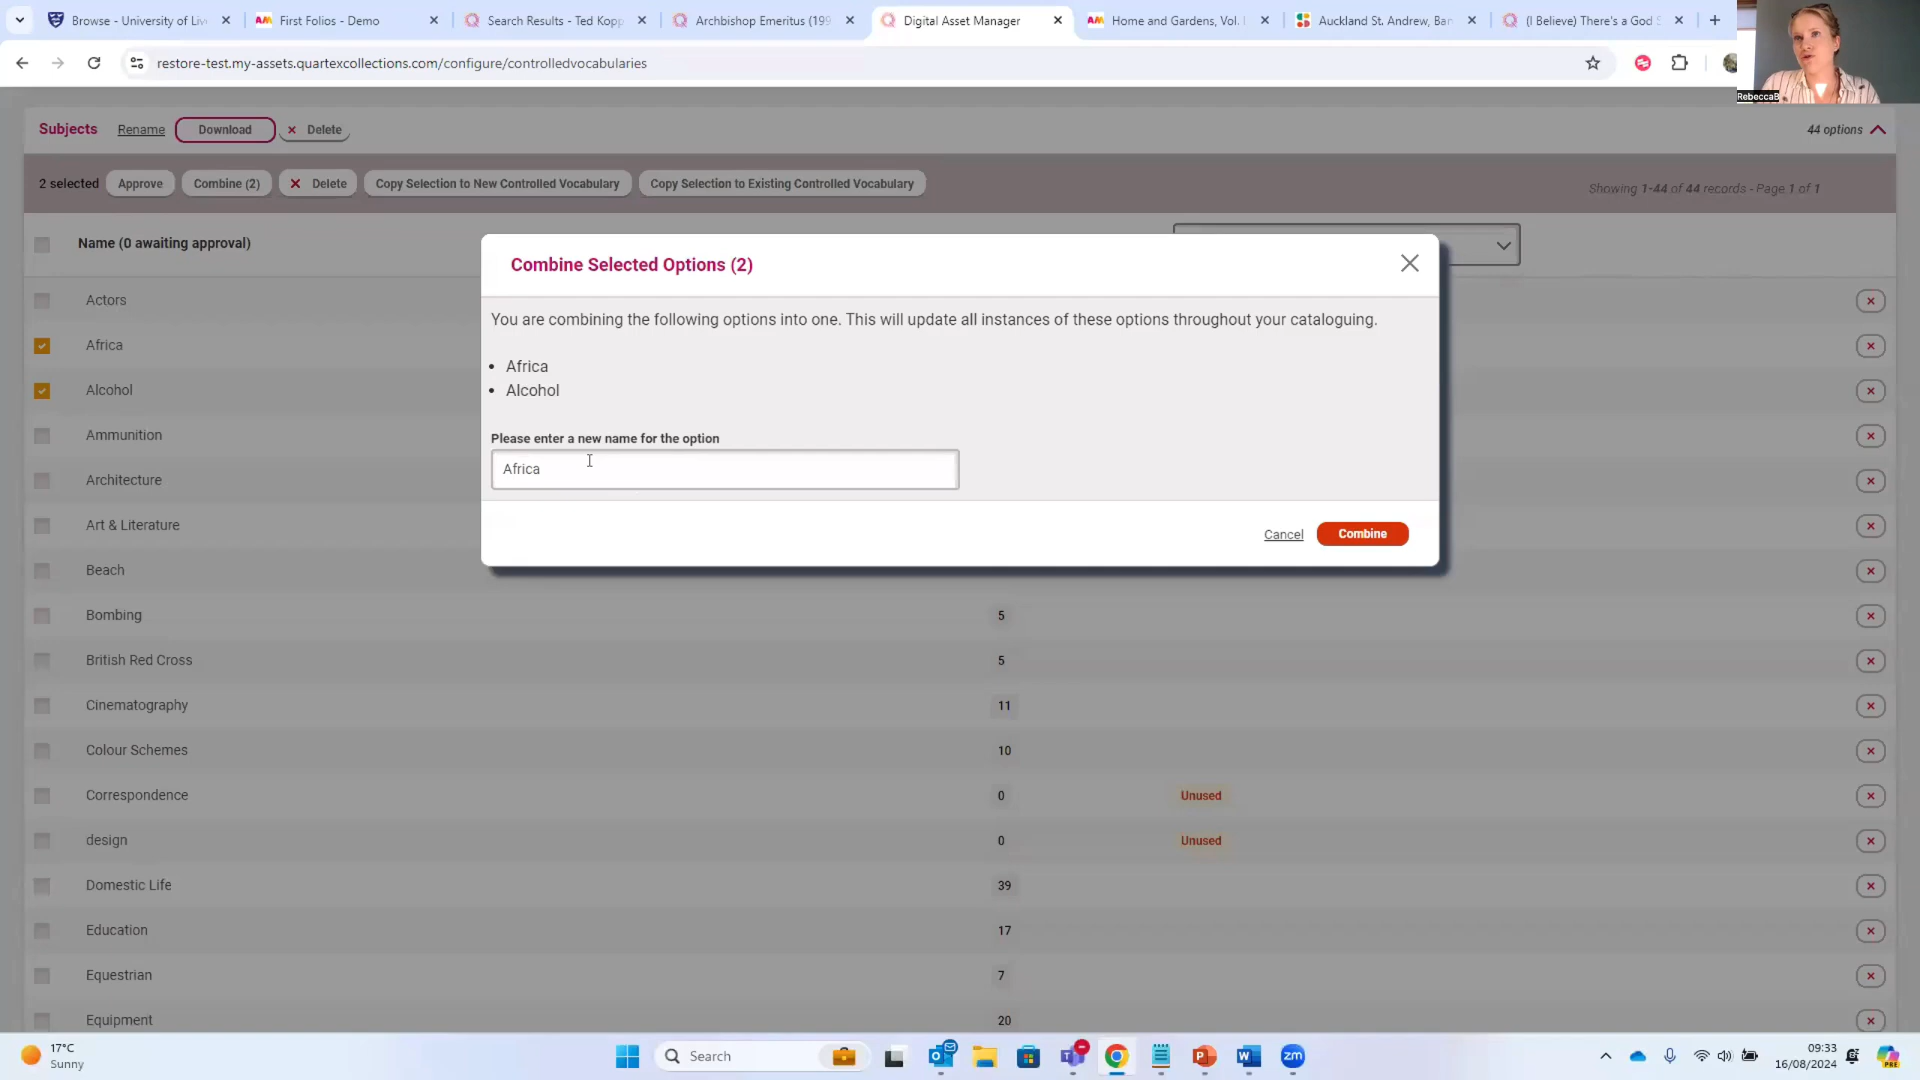 Browse - University of Liv
First Folios - Demo
Search Results - Ted Kopp
Archbishop Emeritus (199
Digital Asset Manager
Home and Gardens, Vol.
Auckland St. Andrew, Ban
(I Believe) There's a God S
restore-test.my-assets.quartexcollections.com/configure/controlledvocabularies
RebeccaB
Subjects Rename Download Delete 44 options
2 selected Approve Combine (2) Delete Copy Selection to New Controlled Vocabulary Copy Selection to Existing Controlled Vocabulary Showing 1-44 of 44 records - Page 1 of 1
Name (0 awaiting approval)
Combine Selected Options (2)
You are combining the following options into one. This will update all instances of these options throughout your cataloguing.
• Africa
• Alcohol
Please enter a new name for the option
Africa
Cancel Combine
Actors
Africa
Alcohol
Ammunition
Architecture
Art & Literature
Beach
Bombing 5
British Red Cross 5
Cinematography 11
Colour Schemes 10
Correspondence 0 Unused
design 0 Unused
Domestic Life 39
Education 17
Equestrian 7
Equipment 20
17°C
Sunny
Search
zm
09:33
16/08/2024
PRE